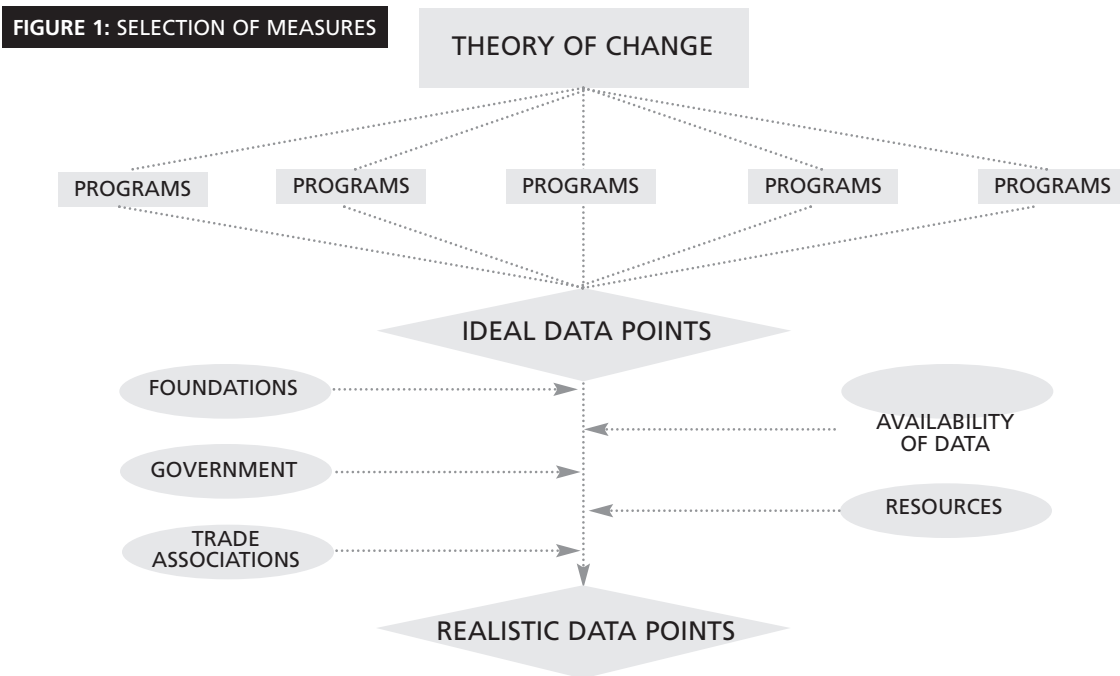 FIGURE 1: SELECTION OF MEASURES
THEORY OF CHANGE
PROGRAMS
PROGRAMS
PROGRAMS
PROGRAMS
PROGRAMS
IDEAL DATA POINTS
FOUNDATIONS
AVAILABILITY
OF DATA
GOVERNMENT
RESOURCES
TRADE
ASSOCIATIONS
REALISTIC DATA POINTS